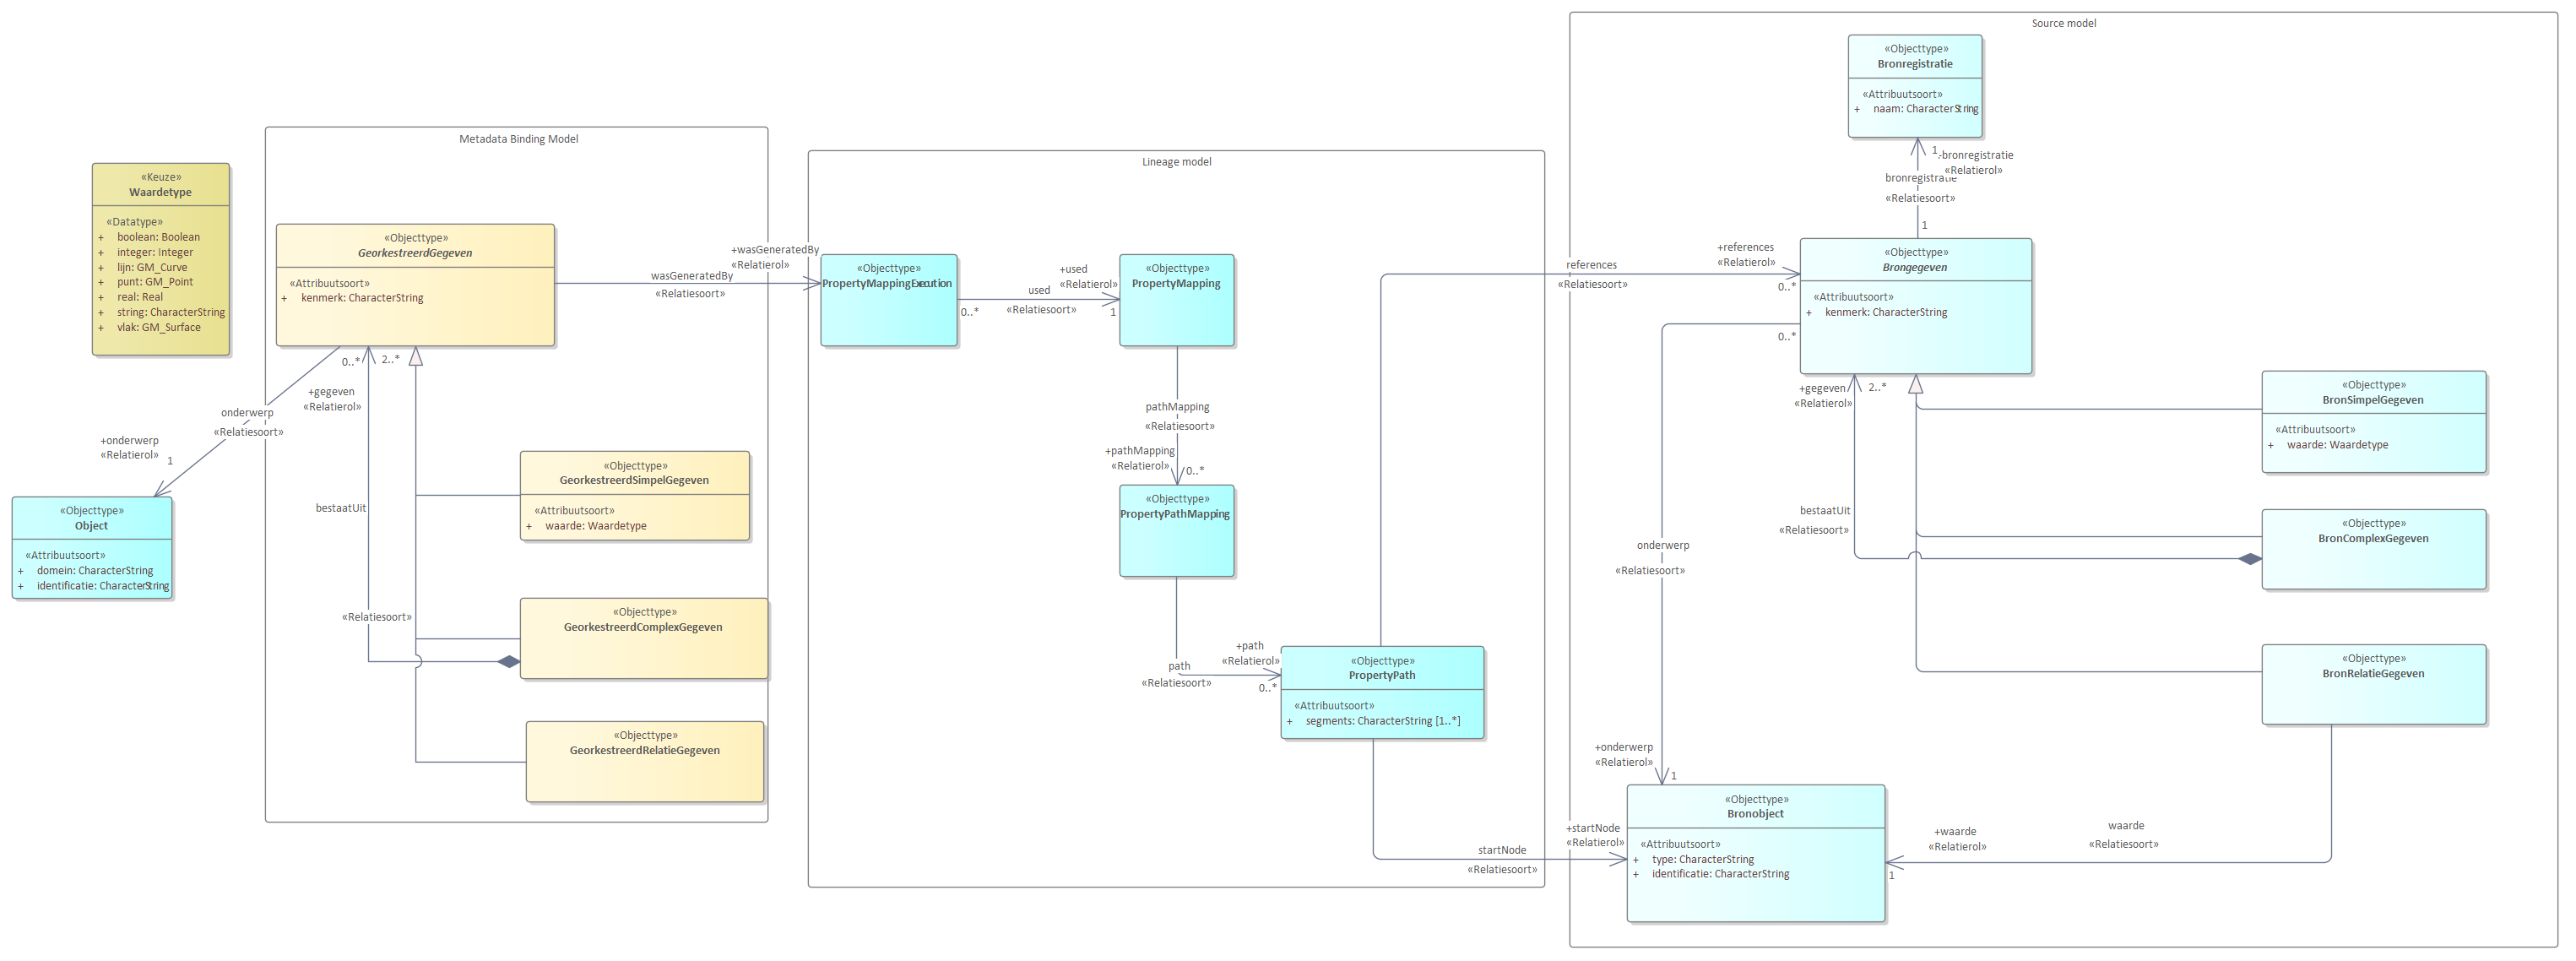 Source model
«Objecttype»
Bronregistratie
«Attribuutsoort»
+ naam: CharacterString
1
+bronregistratie
«Relatierol»
bronregistratie
«Relatiesoort»
1
Metadata Binding Model
Lineage model
«Keuze»
Waardetype
«Datatype»
+ boolean: Boolean
+ integer: Integer
+ lijn: GM_Curve
+ punt: GM_Point
+ real: Real
+ string: CharacterString
+ vlak: GM_Surface
«Objecttype»
GeorkestreerdGegeven
«Attribuutsoort»
+ kenmerk: CharacterString
+wasGeneratedBy
«Relatierol»
wasGeneratedBy
«Relatiesoort»
«Objecttype»
PropertyMappingExecution
0..*
used
«Relatiesoort»
+used
«Relatierol»
1
«Objecttype»
PropertyMapping
references
«Relatiesoort»
+references
«Relatierol»
0..*
«Objecttype»
Brongegeven
«Attribuutsoort»
+ kenmerk: CharacterString
0..*
0..*
2..*
+gegeven
«Relatierol»
onderwerp
«Relatiesoort»
+onderwerp
«Relatierol»
1
pathMapping
«Relatiesoort»
+pathMapping
«Relatierol»
0..*
+gegeven
«Relatierol»
2..*
«Objecttype»
BronSimpelGegeven
«Attribuutsoort»
+ waarde: Waardetype
«Objecttype»
Object
«Attribuutsoort»
+ domein: CharacterString
+ identificatie: CharacterString
bestaatUit
«Relatiesoort»
«Objecttype»
GeorkestreerdSimpelGegeven
«Attribuutsoort»
+ waarde: Waardetype
«Objecttype»
PropertyPathMapping
bestaatUit
«Relatiesoort»
«Objecttype»
BronComplexGegeven
onderwerp
«Relatiesoort»
«Objecttype»
GeorkestreerdComplexGegeven
path
«Relatiesoort»
+path
«Relatierol»
0..*
«Objecttype»
PropertyPath
«Attribuutsoort»
+ segments: CharacterString [1..*]
«Objecttype»
BronRelatieGegeven
«Objecttype»
GeorkestreerdRelatieGegeven
+onderwerp
«Relatierol»
1
«Objecttype»
Bronobject
«Attribuutsoort»
+ type: CharacterString
+ identificatie: CharacterString
startNode
«Relatiesoort»
+startNode
«Relatierol»
+waarde
«Relatierol»
1
waarde
«Relatiesoort»